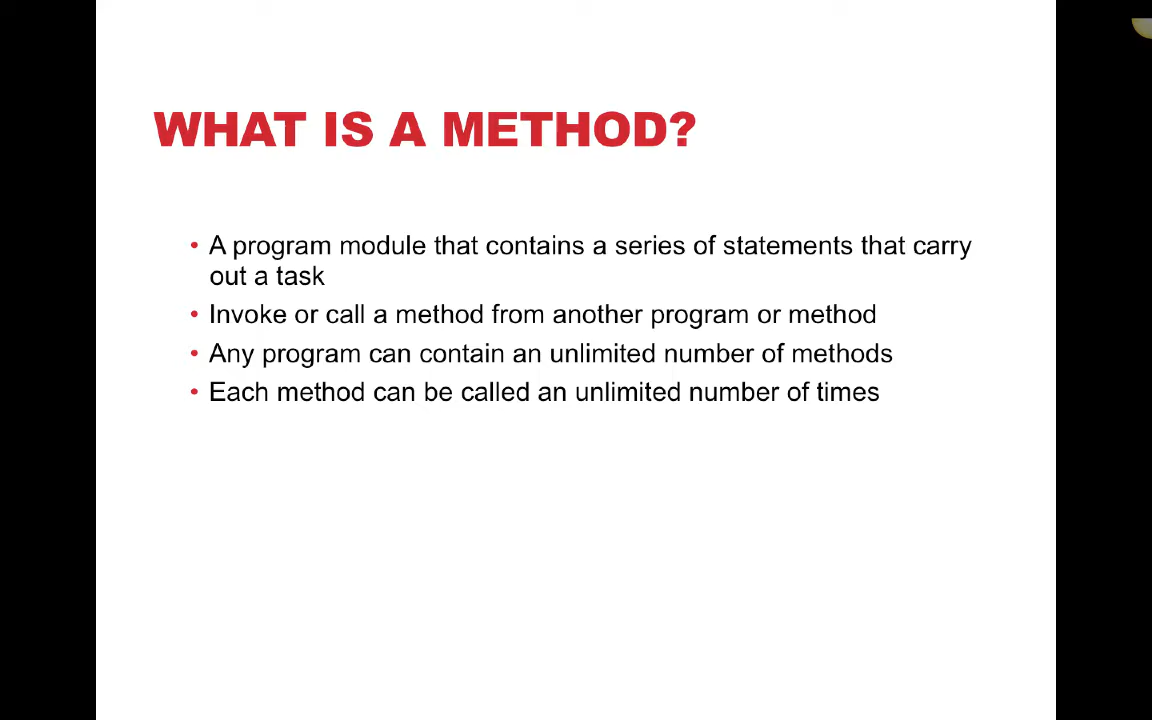 WHAT IS A METHOD?
• A program module that contains a series of statements that carry
out a task
• Invoke or call a method from another program or method
• Any program can contain an unlimited number of methods
• Each method can be called an unlimited number of times